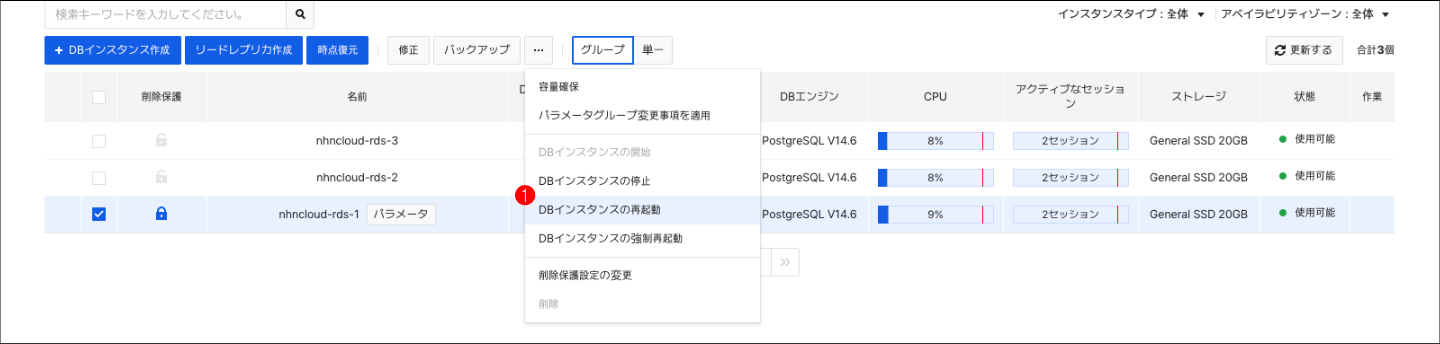 検索キーワードを入力してください。
インスタンスタイプ : 全体 アベイラビリティゾーン : 全体
+ DBインスタンス作成 リードレプリカ作成 時点復元 修正 バックアップ ... グループ 単一 更新する 合計3個
削除保護 名前 D DBエンジン CPU アクティブなセッション ストレージ 状態 作業
nhncloud-rds-3 PostgreSQL V14.6 8% 2セッション General SSD 20GB 使用可能
nhncloud-rds-2 PostgreSQL V14.6 8% 2セッション General SSD 20GB 使用可能
nhncloud-rds-1 パラメータ PostgreSQL V14.6 9% 2セッション General SSD 20GB 使用可能
容量確保
パラメータグループ変更事項を適用
DBインスタンスの開始
DBインスタンスの停止
1
DBインスタンスの再起動
DBインスタンスの強制再起動
削除保護設定の変更
削除
»